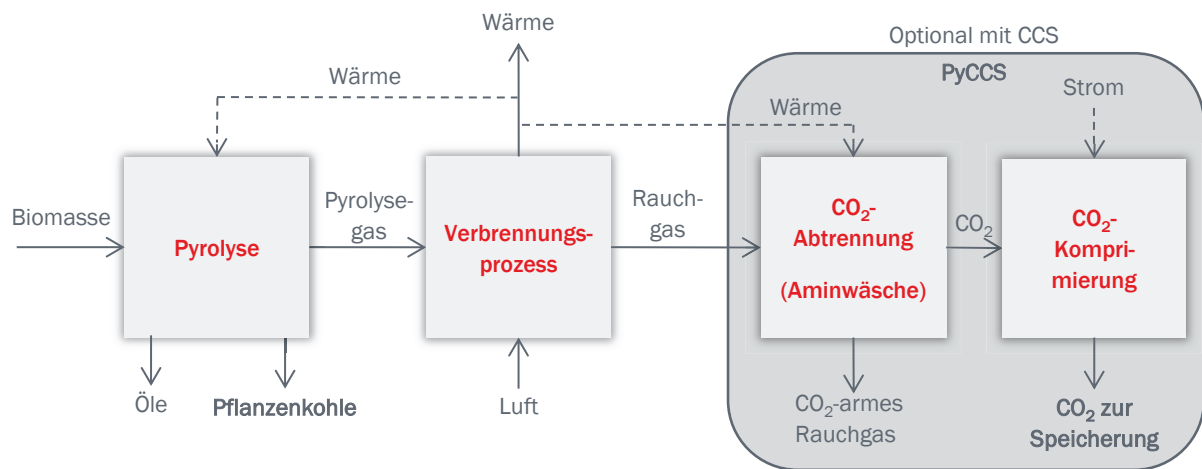 Wärme
Optional mit CCS
PyCCS
Wärme
Wärme
Strom
Biomasse
Pyrolyse
Pyrolyse-
gas
Verbrennungs-
prozess
Rauch-
gas
CO₂-
Abtrennung
(Aminwäsche)
CO₂
CO₂-
Kompri-
mierung
Öle
Pflanzenkohle
Luft
CO₂-armes
Rauchgas
CO₂ zur
Speicherung